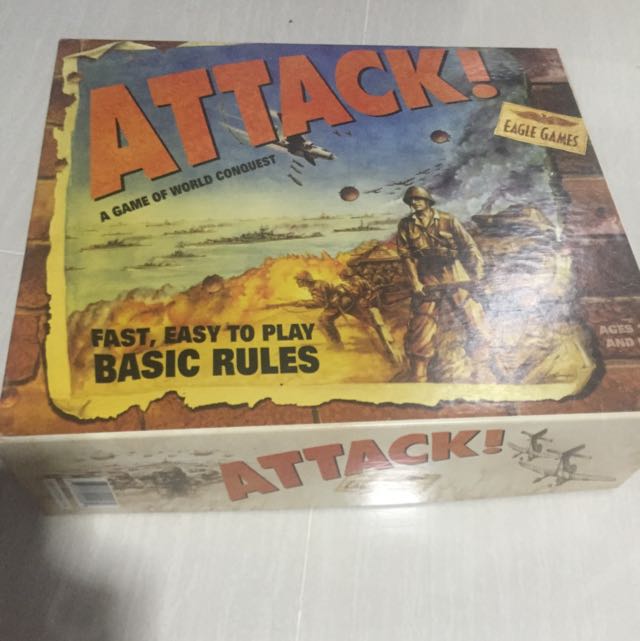 ATTACK!
A GAME OF WORLD CONQUEST
EAGLE GAMES
FAST, EASY TO PLAY
BASIC RULES
AGES
AND
ATTACK!